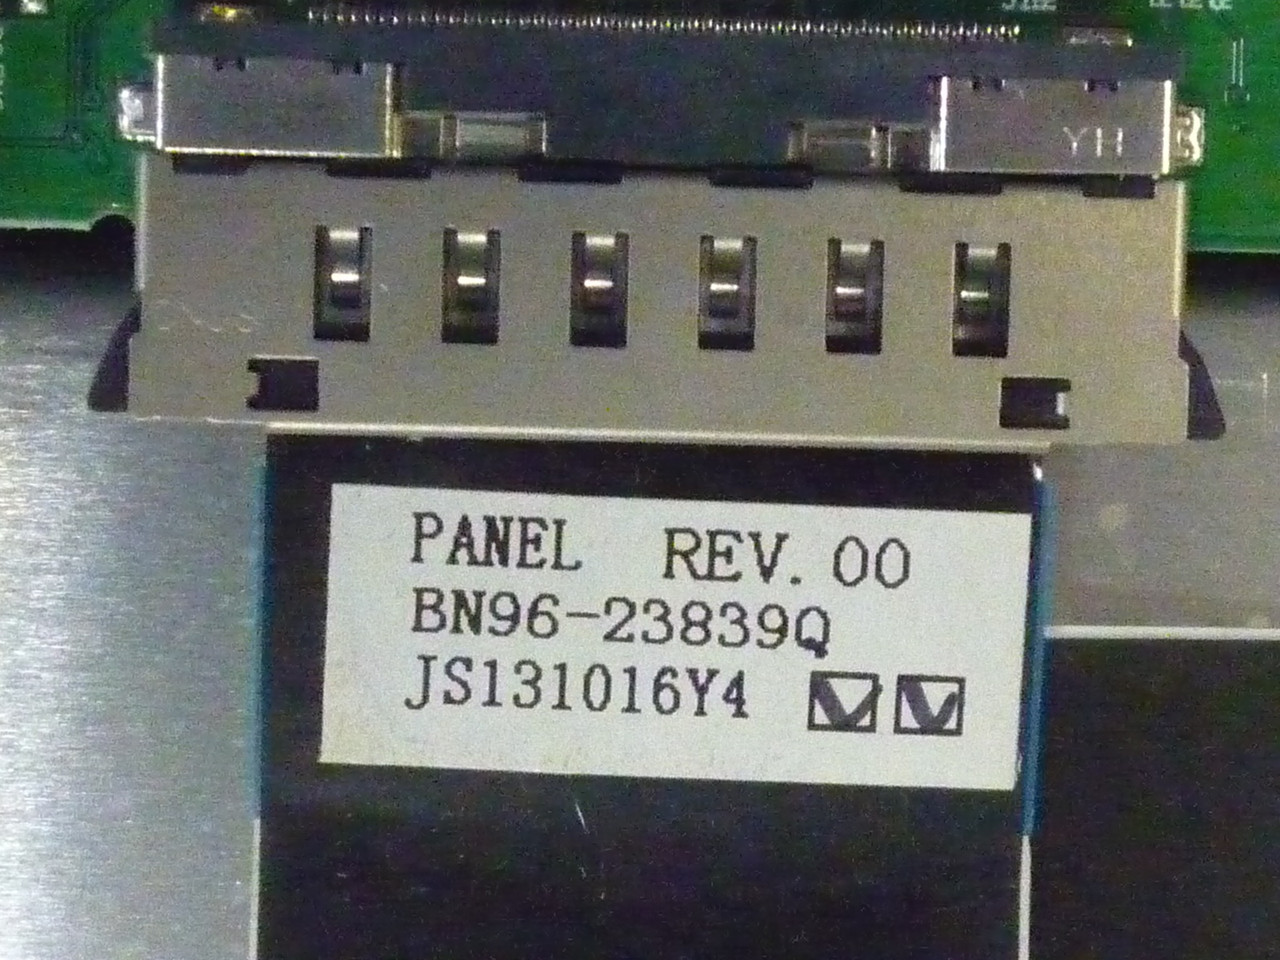 YH
PANEL REV. 00
BN96-23839Q
JS131016Y4